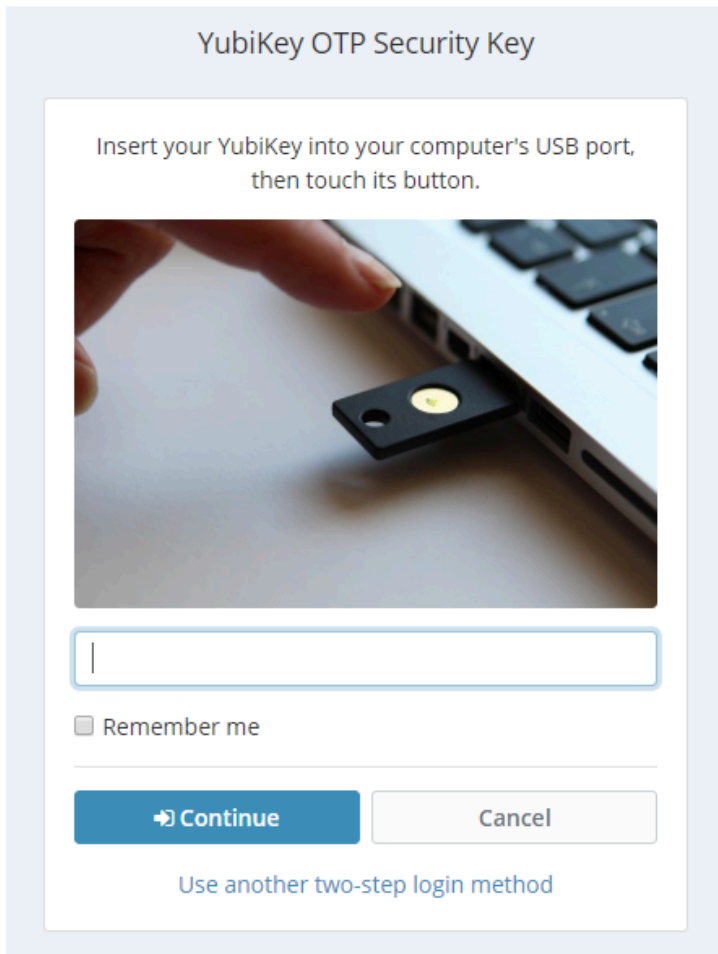 YubiKey OTP Security Key
Insert your YubiKey into your computer's USB port,
then touch its button.
Remember me
Continue
Cancel
Use another two-step login method